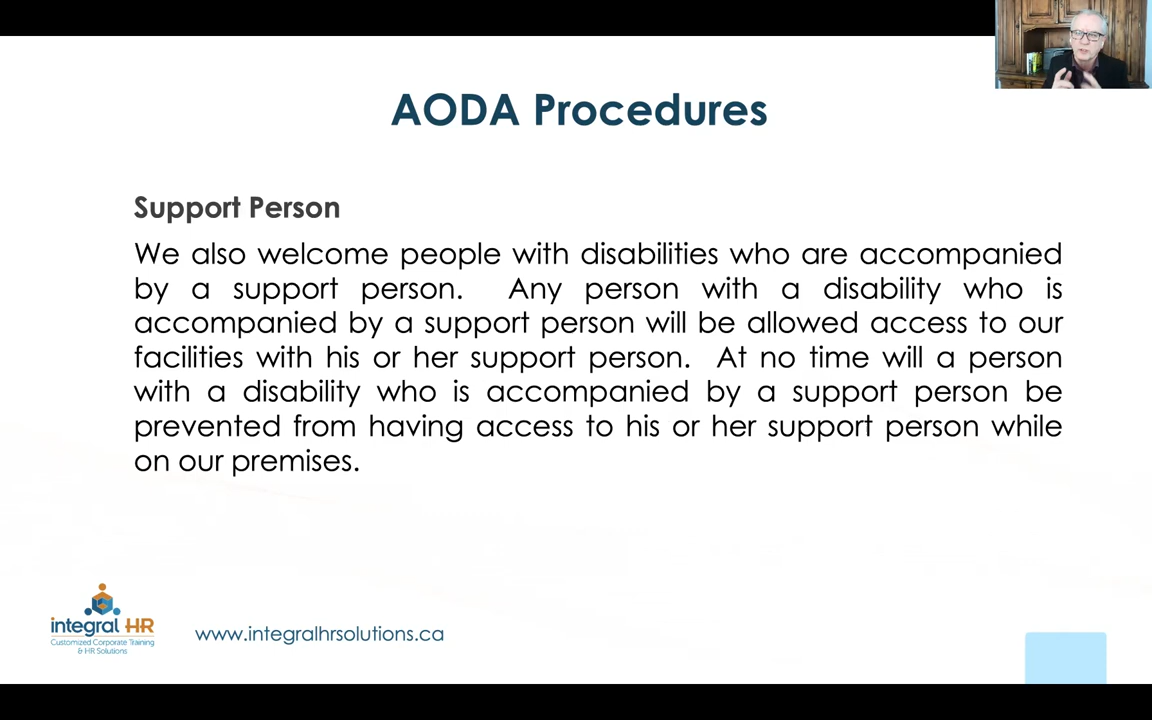 AODA Procedures
Support Person
We also welcome people with disabilities who are accompanied
by a support person. Any person with a disability who is
accompanied by a support person will be allowed access to our
facilities with his or her support person. At no time will a person
with a disability who is accompanied by a support person be
prevented from having access to his or her support person while
on our premises.
integral HR
Customized Corporate Training
& HR Solutions
www.integralhrsolutions.ca